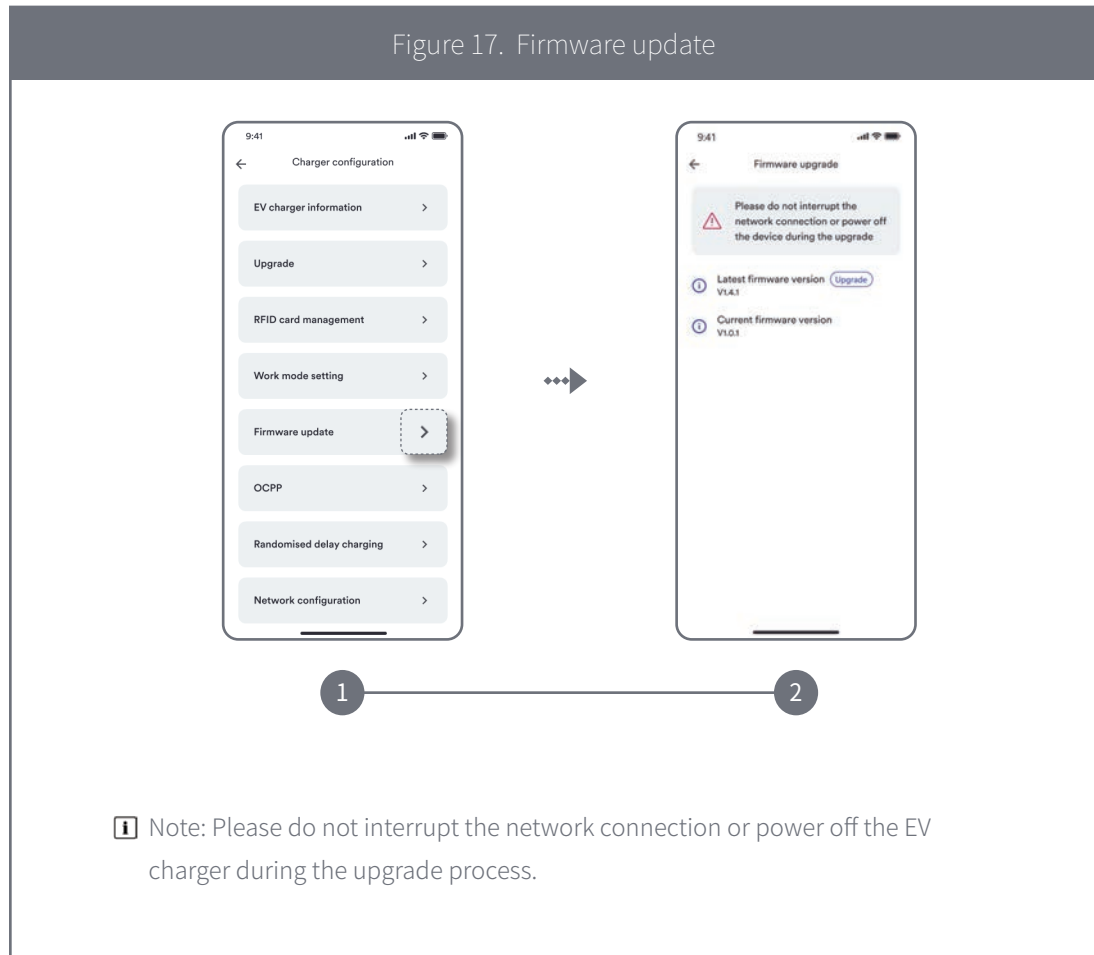 Figure 17. Firmware update
9:41
Charger configuration
EV charger information
Upgrade
RFID card management
Work mode setting
Firmware update
OCPP
Randomised delay charging
Network configuration
1
9:41
Firmware upgrade
Please do not interrupt the
network connection or power off
the device during the upgrade
Latest firmware version Upgrade
V1.4.1
Current firmware version
V1.0.1
2
Note: Please do not interrupt the network connection or power off the EV
charger during the upgrade process.